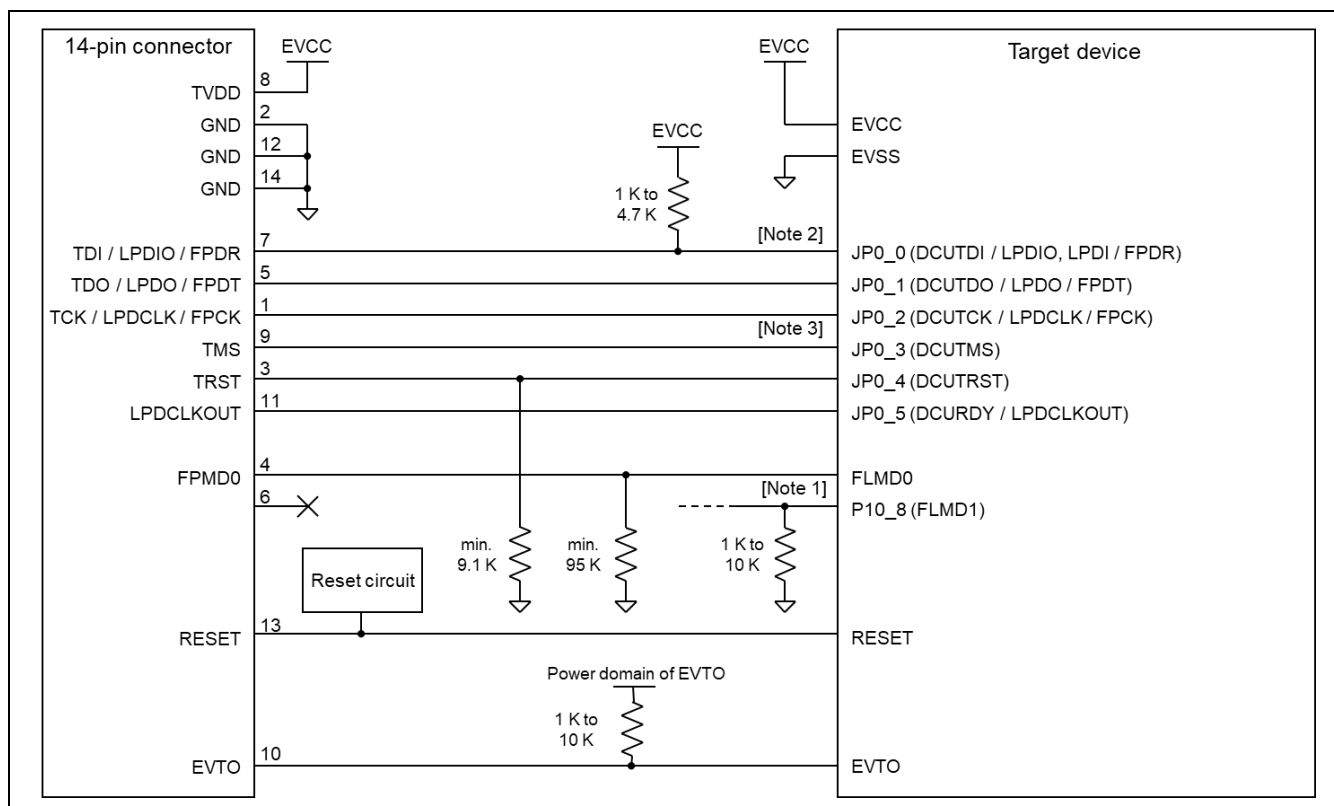 14-pin connector
EVCC
EVCC
Target device
8
TVDD
2
GND
EVCC
EVCC
12
GND
EVSS
14
GND
1 K to
4.7 K
7
[Note 2]
TDI / LPDIO / FPDR
JP0_0 (DCUTDI / LPDIO, LPDI / FPDR)
5
TDO / LPDO / FPDT
JP0_1 (DCUTDO / LPDO / FPDT)
1
TCK / LPDCLK / FPCK
JP0_2 (DCUTCK / LPDCLK / FPCK)
[Note 3]
9
TMS
JP0_3 (DCUTMS)
3
TRST
JP0_4 (DCUTRST)
11
LPDCLKOUT
JP0_5 (DCURDY / LPDCLKOUT)
4
FPMD0
FLMD0
6
[Note 1]
P10_8 (FLMD1)
min.
9.1 K
min.
95 K
1 K to
10 K
Reset circuit
13
RESET
RESET
Power domain of EVTO
1 K to
10 K
10
EVTO
EVTO